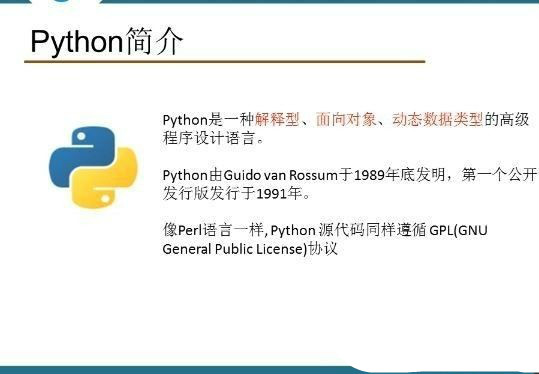 Python简介
Python是一种解释型、面向对象、动态数据类型的高级
程序设计语言。
Python由Guido van Rossum于1989年底发明，第一个公开
发行版发行于1991年。
像Perl语言一样, Python 源代码同样遵循 GPL(GNU
General Public License)协议